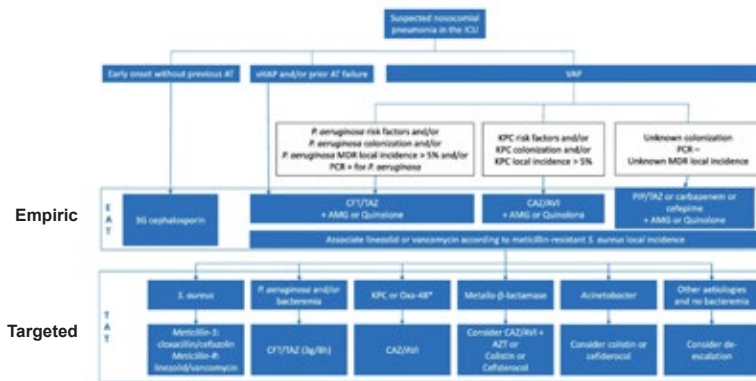 Suspected nosocomial
pneumonia in the ICU
Early onset without previous AT
vHAP and/or prior AT failure
VAP
P. aeruginosa risk factors and/or
P. aeruginosa colonization and/or
P. aeruginosa MDR local incidence > 5% and/or
PCR + for P. aeruginosa
KPC risk factors and/or
KPC colonization and/or
KPC local incidence > 5%
Unknown colonization
PCR –
Unknown MDR local incidence
Empiric
E
A
T
3G cephalosporin
CFT/TAZ
+ AMG or Quinolone
CAZ/AVI
+ AMG or Quinolona
PIP/TAZ or carbapenem or
cefepime
+ AMG or Quinolone
Associate linezolid or vancomycin according to meticillin-resistant S. aureus local incidence
Targeted
T
A
T
S. aureus
P. aeruginosa and/or
bacteremia
KPC or Oxa-48*
Metallo-β-lactamase
Acinetobacter
Other aetiologies
and no bacteremia
Meticillin-S:
cloxacillin/cefazolin
Meticillin-R:
linezolid/vancomycin
CFT/TAZ (3g/8h)
CAZ/AVI
Consider CAZ/AVI +
AZT or
Colistin or
Cefiderocol
Consider colistin or
cefiderocol
Consider de-
escalation